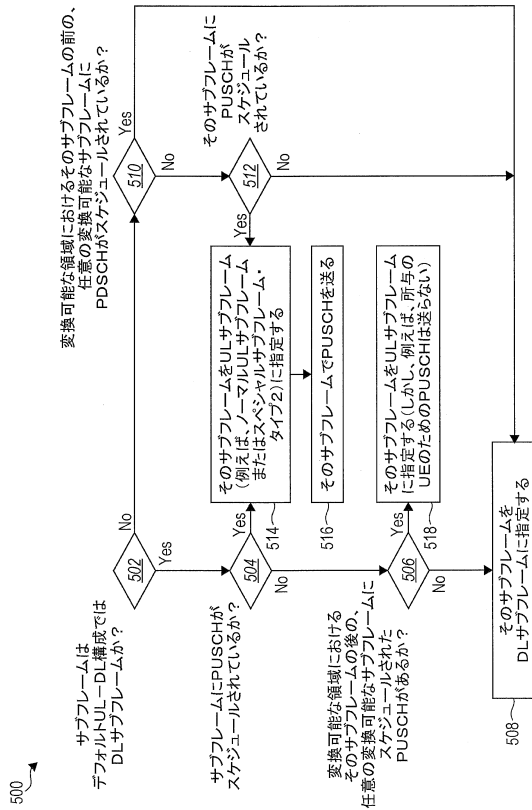 500
サブフレームは
デフォルトUL－DL構成では
DLサブフレームか？
502
No
Yes
変換可能な領域におけるそのサブフレームの前の、
任意の変換可能なサブフレームに
PDSCHがスケジュールされているか？
510
Yes
No
サブフレームにPUSCHが
スケジュールされているか？
504
Yes
No
そのサブフレームをULサブフレーム
(例えば、ノーマルULサブフレーム
またはスペシャルサブフレーム・
タイプ2)に指定する
514
そのサブフレームに
PUSCHが
スケジュール
されているか？
512
Yes
No
そのサブフレームでPUSCHを送る
516
変換可能な領域における
そのサブフレームの後の、
任意の変換可能なサブフレームに
スケジュールされた
PUSCHがあるか？
506
Yes
No
そのサブフレームをULサブフレーム
に指定する(しかし、例えば、所与の
UEのためのPUSCHは送らない)
518
そのサブフレームを
DLサブフレームに指定する
508